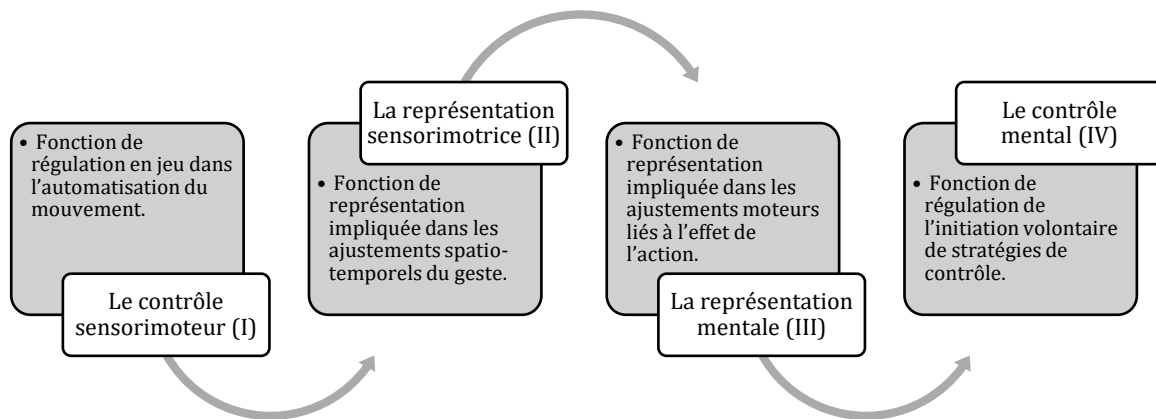 • Fonction de
régulation en jeu dans
l'automatisation du
mouvement.
Le contrôle
sensorimoteur (I)
La représentation
sensorimotrice (II)
• Fonction de
représentation
impliquée dans les
ajustements spatio-
temporels du geste.
• Fonction de
représentation
impliquée dans les
ajustements moteurs
liés à l'effet de
l'action.
La représentation
mentale (III)
Le contrôle
mental (IV)
• Fonction de
régulation de
l'initiation volontaire
de stratégies de
contrôle.